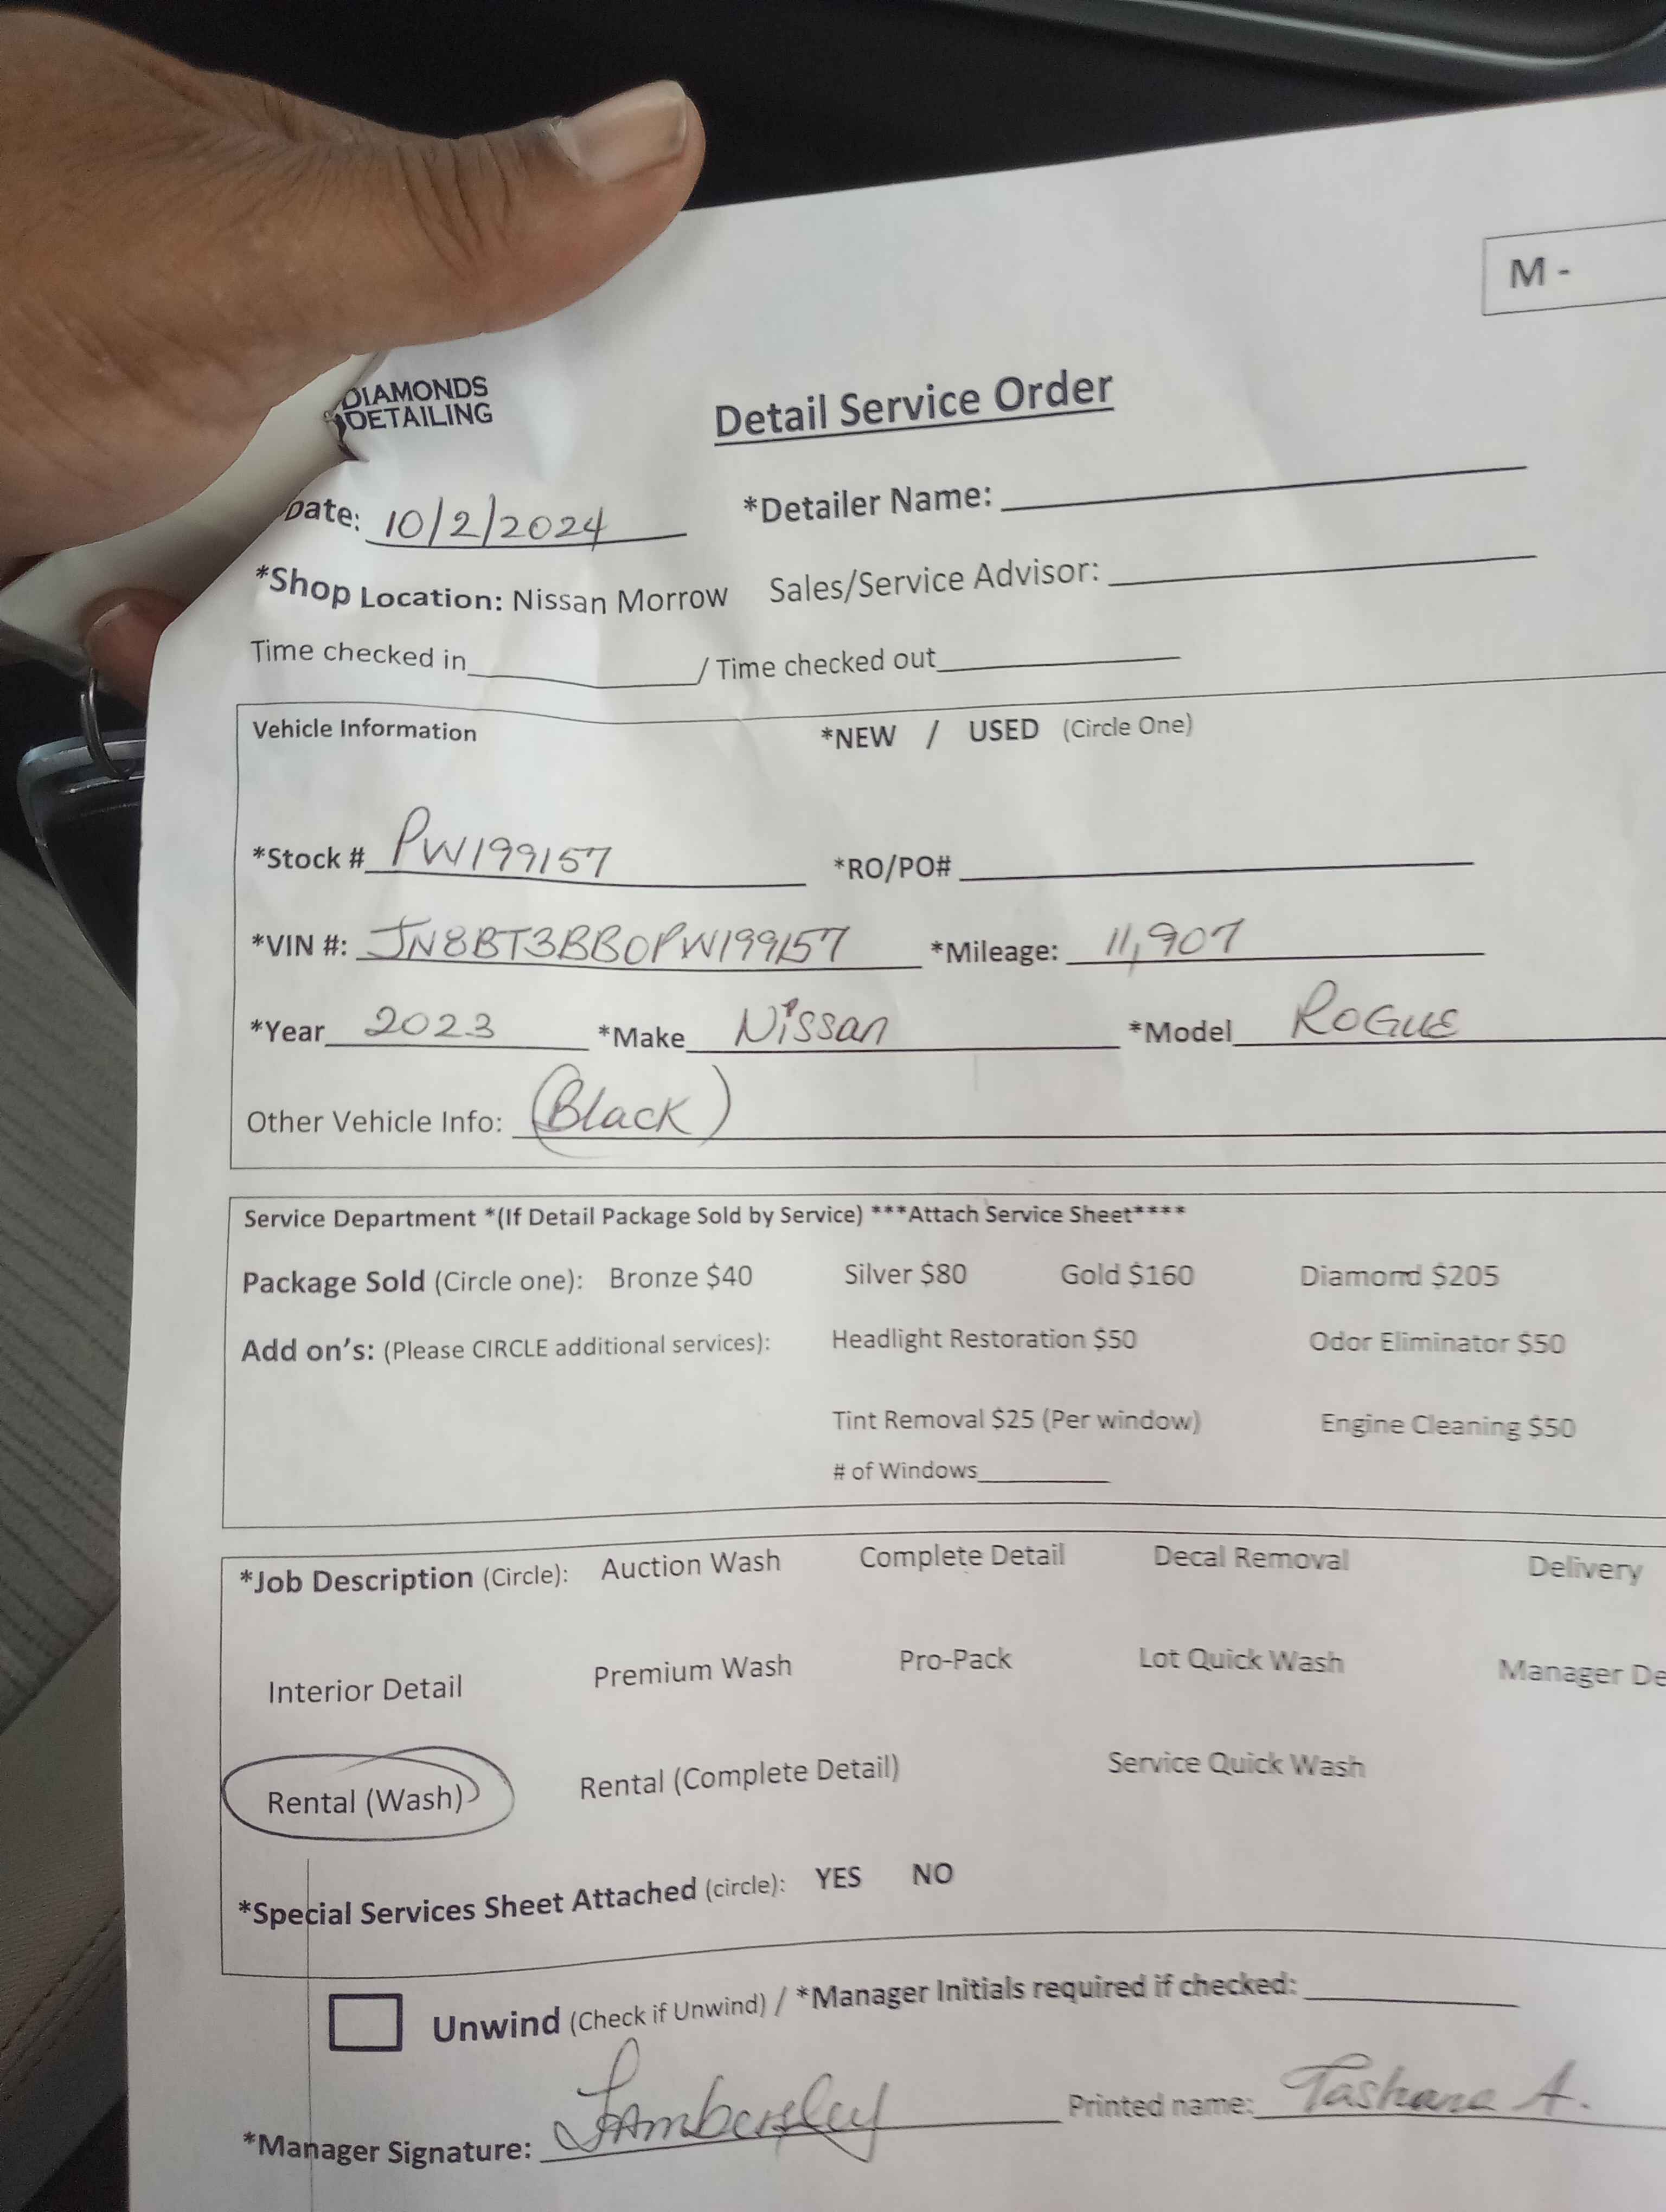 M -
DIAMONDS
DETAILING
Detail Service Order
Date: 10/2/2024 *Detailer Name:
*Shop Location: Nissan Morrow Sales/Service Advisor:
Time checked in / Time checked out
Vehicle Information *NEW / USED (Circle One)
*Stock # PW199157 *RO/PO#
*VIN #: JN8BT3BB0PW199157 *Mileage: 11,907
*Year 2023 *Make Nissan *Model ROGUE
Other Vehicle Info: (Black)
Service Department *(If Detail Package Sold by Service) ***Attach Service Sheet****
Package Sold (Circle one): Bronze $40 Silver $80 Gold $160 Diamond $205
Add on's: (Please CIRCLE additional services): Headlight Restoration $50 Odor Eliminator $50
Tint Removal $25 (Per window) Engine Cleaning $50
# of Windows
*Job Description (Circle): Auction Wash Complete Detail Decal Removal Delivery
Interior Detail Premium Wash Pro-Pack Lot Quick Wash Manager De
Rental (Wash) Rental (Complete Detail) Service Quick Wash
*Special Services Sheet Attached (circle): YES NO
Unwind (Check if Unwind) / *Manager Initials required if checked:
*Manager Signature: Printed name: A.